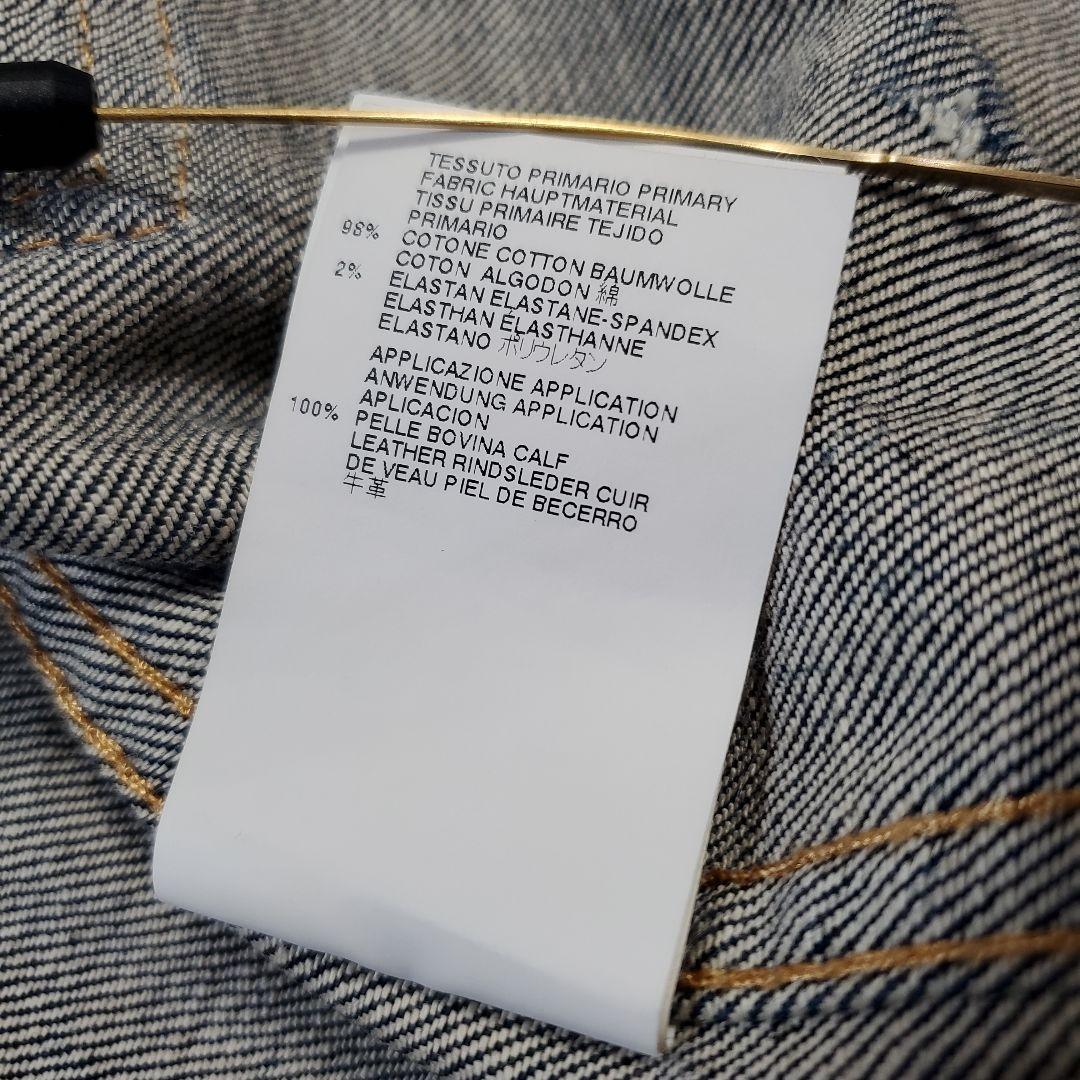 TESSUTO PRIMARIO PRIMARY
FABRIC HAUPTMATERIAL
TISSU PRIMAIRE TEJIDO
PRIMARIO
98% COTONE COTTON BAUMWOLLE
COTON ALGODON 綿
2% ELASTAN ELASTANE-SPANDEX
ELASTHAN ÉLASTHANNE
ELASTANO ポリウレタン
APPLICAZIONE APPLICATION
ANWENDUNG APPLICATION
APLICACION
100% PELLE BOVINA CALF
LEATHER RINDSLEDER CUIR
DE VEAU PIEL DE BECERRO
牛革